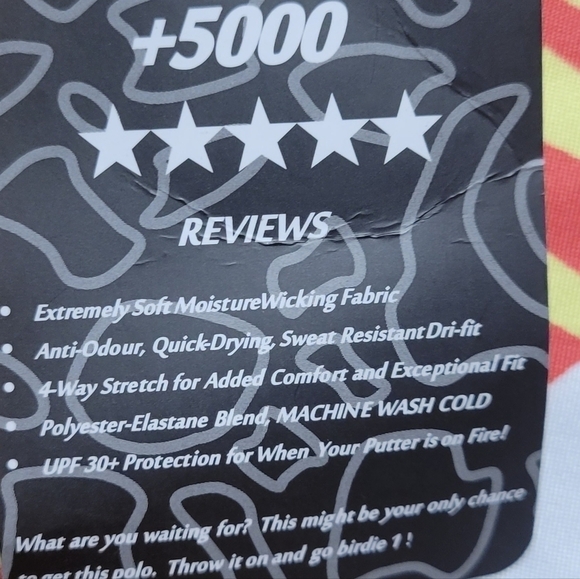 +5000
★★★★★
REVIEWS
• Extremely Soft MoistureWicking Fabric
• Anti-Odour, Quick-Drying, Sweat Resistant Dri-fit
• 4-Way Stretch for Added Comfort and Exceptional Fit
• Polyester-Elastane Blend, MACHINE WASH COLD
• UPF 30+ Protection for When Your Putter is on Fire!
What are you waiting for? This might be your only chance
to get this polo. Throw it on and go birdie 1 !